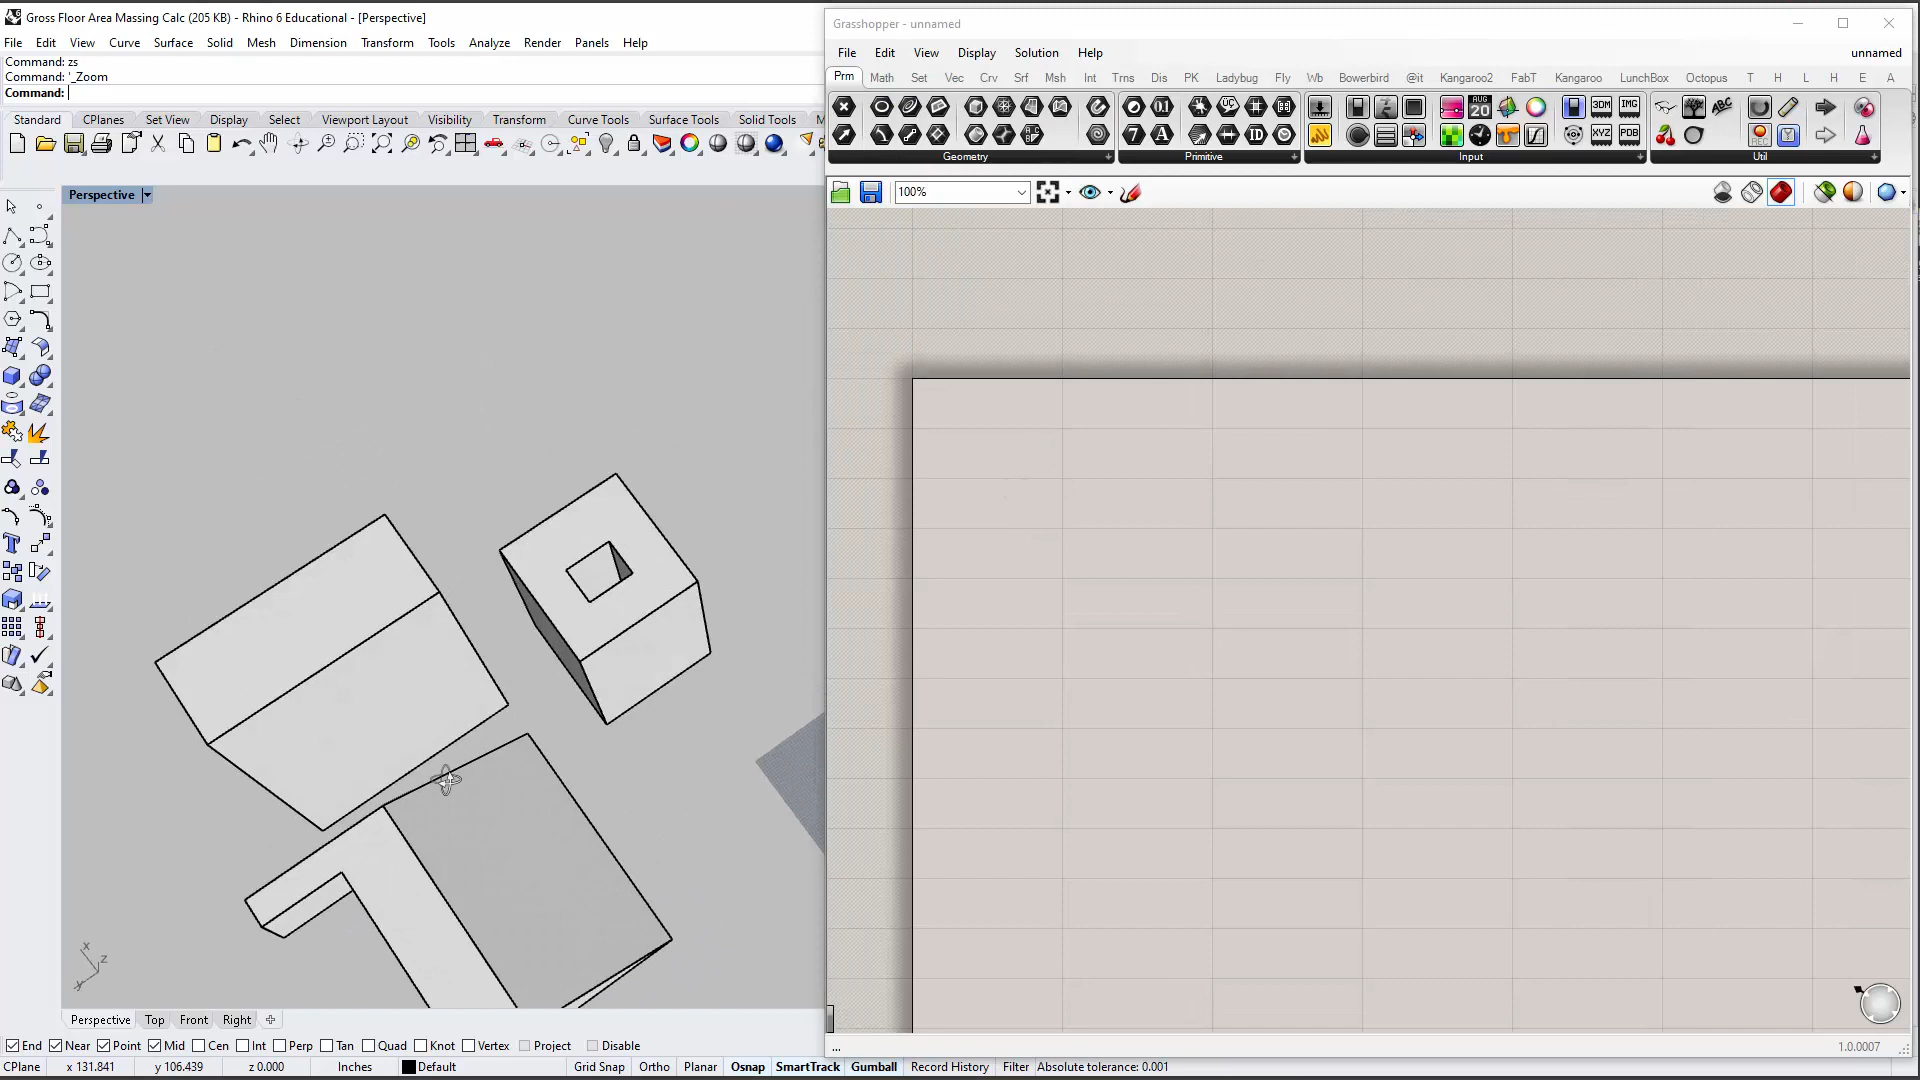 Gross Floor Area Massing Calc (205 KB) - Rhino 6 Educational - [Perspective]
File Edit View Curve Surface Solid Mesh Dimension Transform Tools Analyze Render Panels Help
Command: zs
Command: '_Zoom
Command:
Standard CPlanes Set View Display Select Viewport Layout Visibility Transform Curve Tools Surface Tools Solid Tools M
Perspective
x
z
y
Perspective Top Front Right
End Near Point Mid Cen Int Perp Tan Quad Knot Vertex Project Disable
CPlane x 131.841 y 106.439 z 0.000 Inches Default Grid Snap Ortho Planar Osnap SmartTrack Gumball Record History Filter Absolute tolerance: 0.001
Grasshopper - unnamed
File Edit View Display Solution Help unnamed
Prm Math Set Vec Crv Srf Msh Int Trns Dis PK Ladybug Fly Wb Bowerbird @it Kangaroo2 FabT Kangaroo LunchBox Octopus T H L H E A
Geometry Primitive Input Util
100%
... 1.0.0007